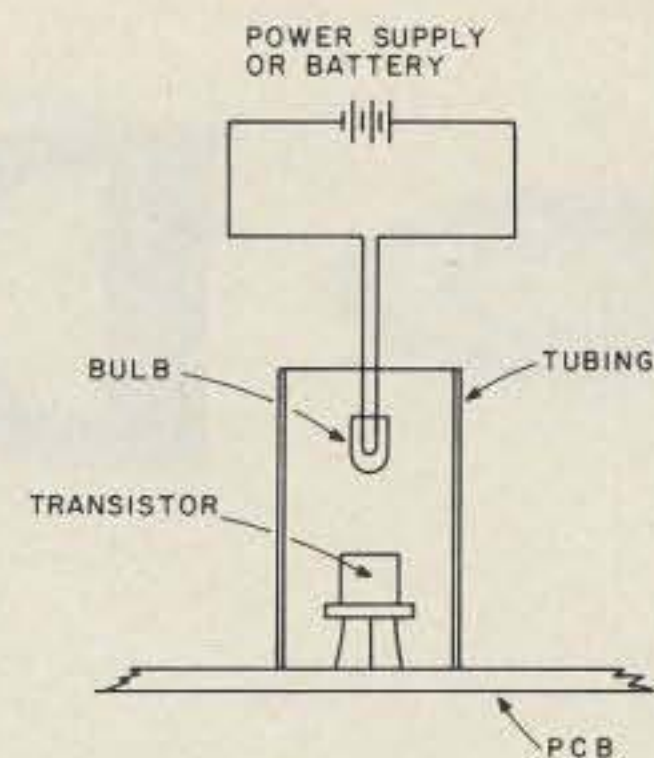 POWER SUPPLY
OR BATTERY
BULB
TUBING
TRANSISTOR
PCB